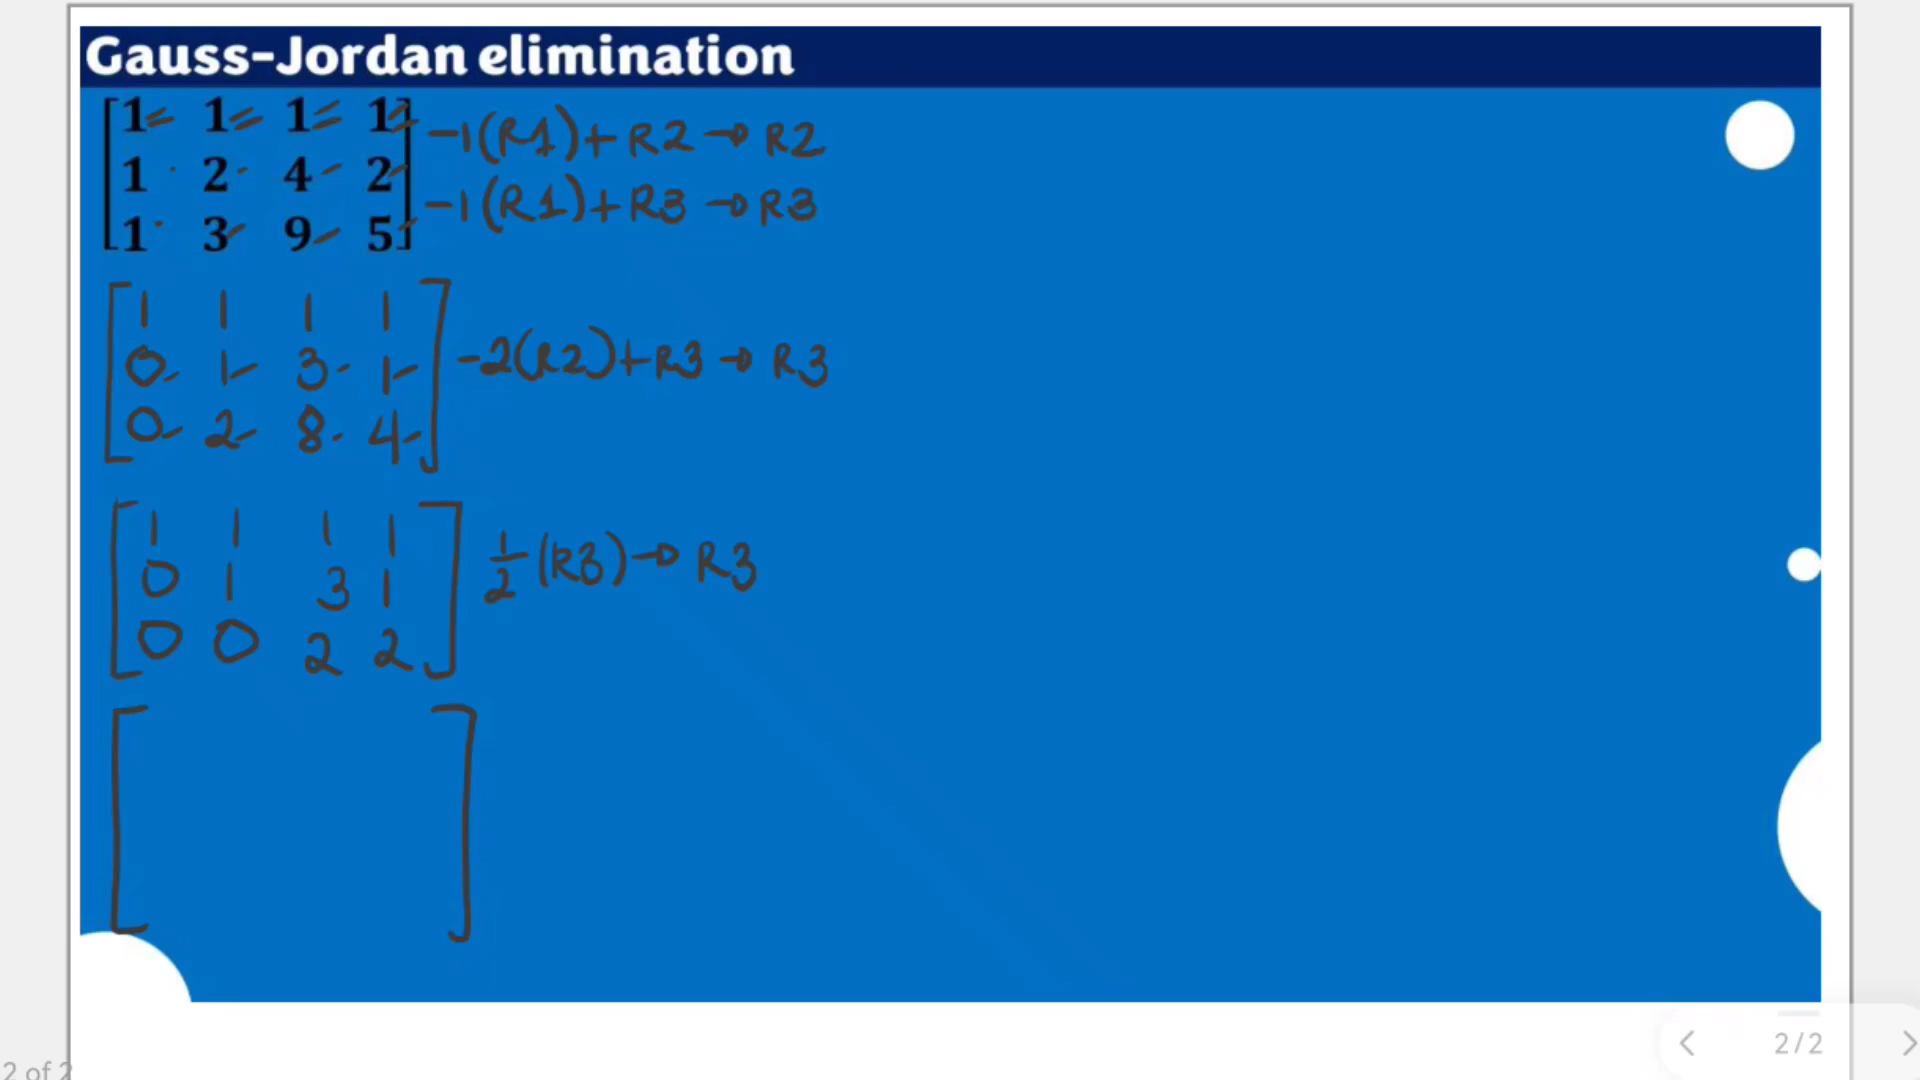 Gauss-Jordan elimination
1 1 1 1
-1(R1)+R2→R2
1 2 4 2
-1(R1)+R3→R3
1 3 9 5
1 1 1 1
0 1 3 1
-2(R2)+R3→R3
0 2 8 4
1 1 1 1
0 1 3 1
1/2(R3)→R3
0 0 2 2
2/2
2 of 2